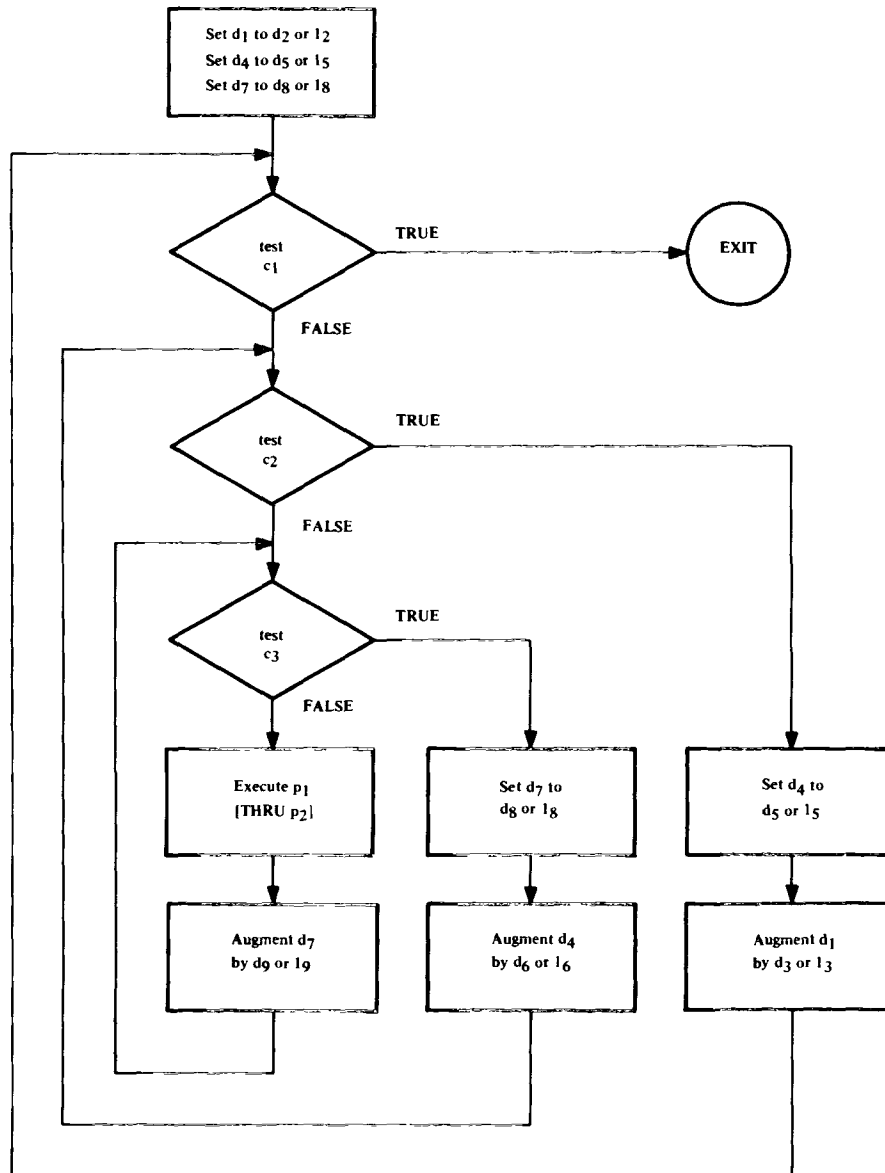 Set d1 to d2 or l2
Set d4 to d5 or l5
Set d7 to d8 or l8
test
c1
TRUE
EXIT
FALSE
test
c2
TRUE
FALSE
test
c3
TRUE
FALSE
Execute p1
[THRU p2]
Set d7 to
d8 or l8
Set d4 to
d5 or l5
Augment d7
by d9 or l9
Augment d4
by d6 or l6
Augment d1
by d3 or l3